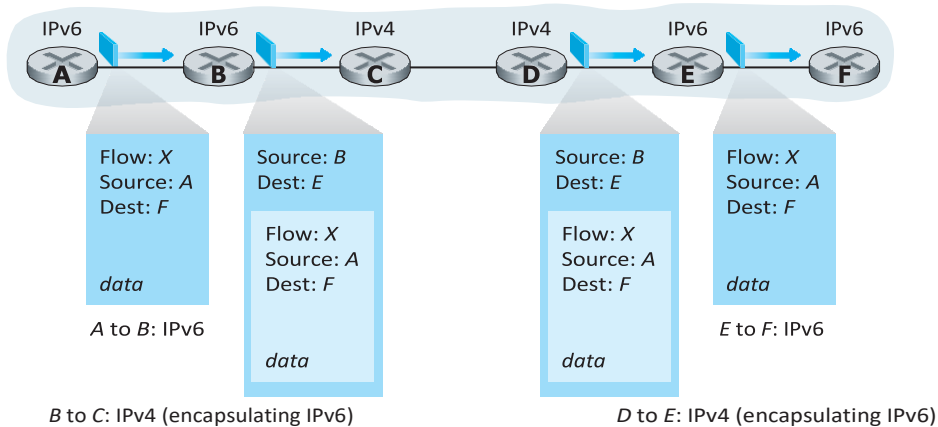 IPv6 IPv6 IPv4 IPv4 IPv6 IPv6
A B C D E F
Flow: X
Source: A
Dest: F
data
A to B: IPv6
Source: B
Dest: E
Flow: X
Source: A
Dest: F
data
B to C: IPv4 (encapsulating IPv6)
Source: B
Dest: E
Flow: X
Source: A
Dest: F
data
D to E: IPv4 (encapsulating IPv6)
Flow: X
Source: A
Dest: F
data
E to F: IPv6